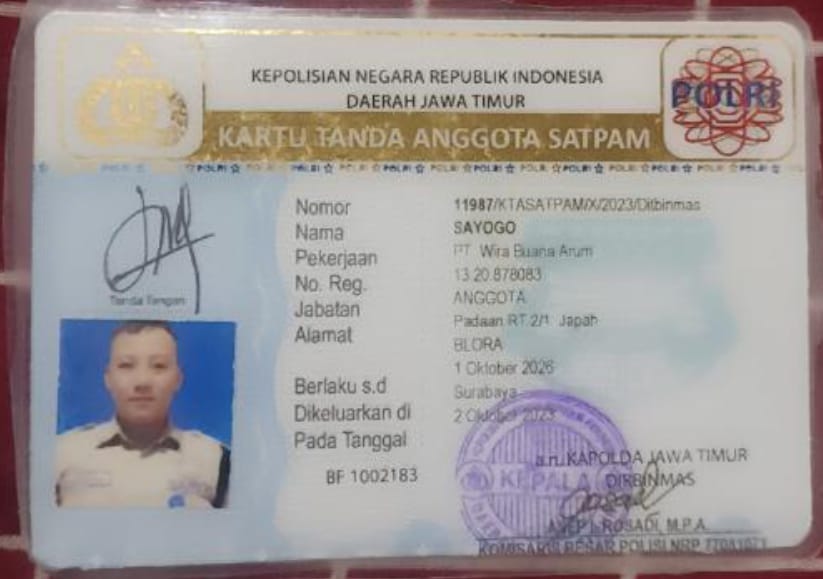 KEPOLISIAN NEGARA REPUBLIK INDONESIA
DAERAH JAWA TIMUR
POLRI
KARTU TANDA ANGGOTA SATPAM
Nomor 11987/KTASATPAM/X/2023/Ditbinmas
Nama SAYOGO
Pekerjaan PT. Wira Buana Arum
No. Reg. 13.20.878083
Jabatan ANGGOTA
Alamat Padaan RT 2/1 Japah
BLORA
Berlaku s.d 1 Oktober 2026
Dikeluarkan di Surabaya
Pada Tanggal 2 Oktober 2023
Tanda Tangan
BF 1002183
a.n. KAPOLDA JAWA TIMUR
DIRBINMAS
KEPALA
ASEP I. ROSADI, M.P.A.
KOMISARIS BESAR POLISI NRP